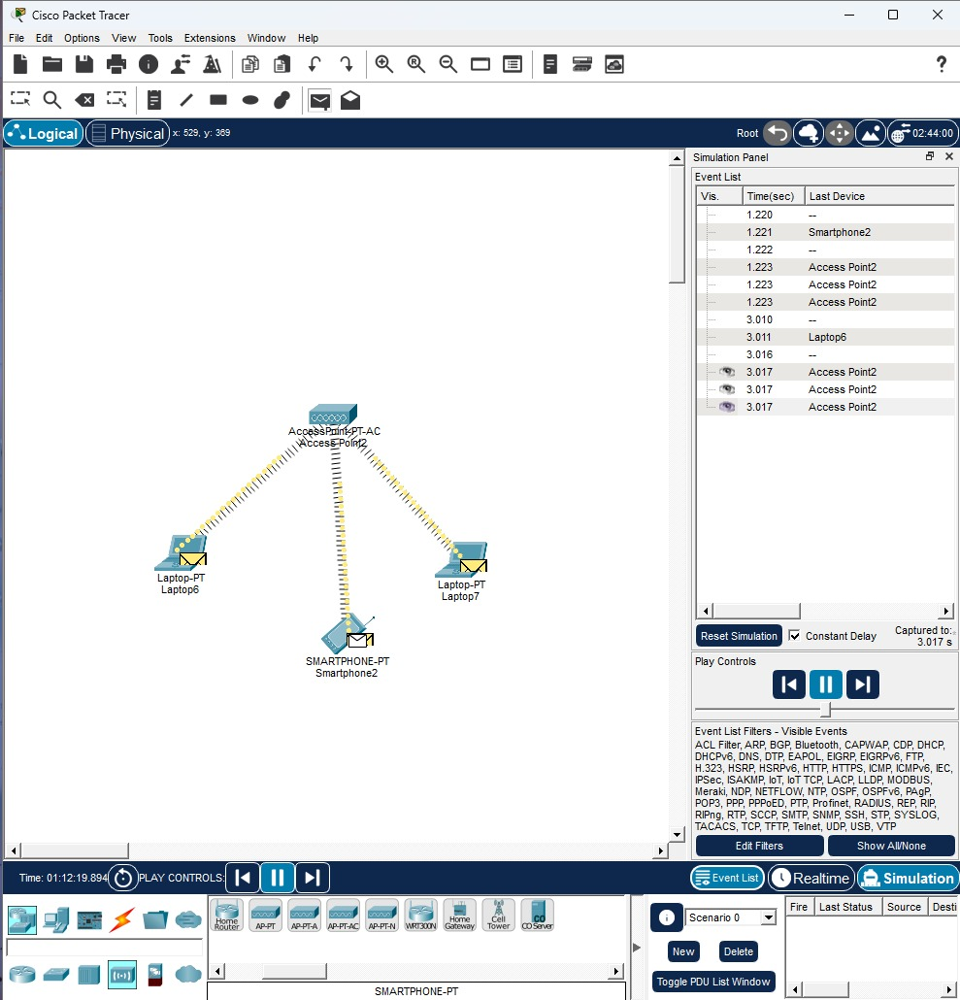 Cisco Packet Tracer
File Edit Options View Tools Extensions Window Help
Logical Physical x: 529, y: 369 Root 02:44:00
Simulation Panel
Event List
Vis. Time(sec) Last Device
1.220 --
1.221 Smartphone2
1.222 --
1.223 Access Point2
1.223 Access Point2
1.223 Access Point2
3.010 --
3.011 Laptop6
3.016 --
3.017 Access Point2
3.017 Access Point2
3.017 Access Point2
AccessPoint-PT-AC
Access Point2
Laptop-PT
Laptop6
Laptop-PT
Laptop7
SMARTPHONE-PT
Smartphone2
Reset Simulation Constant Delay Captured to:
3.017 s
Play Controls
Event List Filters - Visible Events
ACL Filter, ARP, BGP, Bluetooth, CAPWAP, CDP, DHCP,
DHCPv6, DNS, DTP, EAPOL, EIGRP, EIGRPv6, FTP,
H.323, HSRP, HSRPv6, HTTP, HTTPS, ICMP, ICMPv6, IEC,
IPSec, ISAKMP, IoT, IoT TCP, LACP, LLDP, MODBUS,
Meraki, NDP, NETFLOW, NTP, OSPF, OSPFv6, PAgP,
POP3, PPP, PPPoED, PTP, Profinet, RADIUS, REP, RIP,
RIPng, RTP, SCCP, SMTP, SNMP, SSH, STP, SYSLOG,
TACACS, TCP, TFTP, Telnet, UDP, USB, VTP
Edit Filters Show All/None
Time: 01:12:19.894 PLAY CONTROLS: Event List Realtime Simulation
Home Router AP-PT AP-PT-A AP-PT-AC AP-PT-N WRT300N Home Gateway Cell Tower CO Server
SMARTPHONE-PT
Scenario 0
New Delete
Toggle PDU List Window
Fire Last Status Source Desti